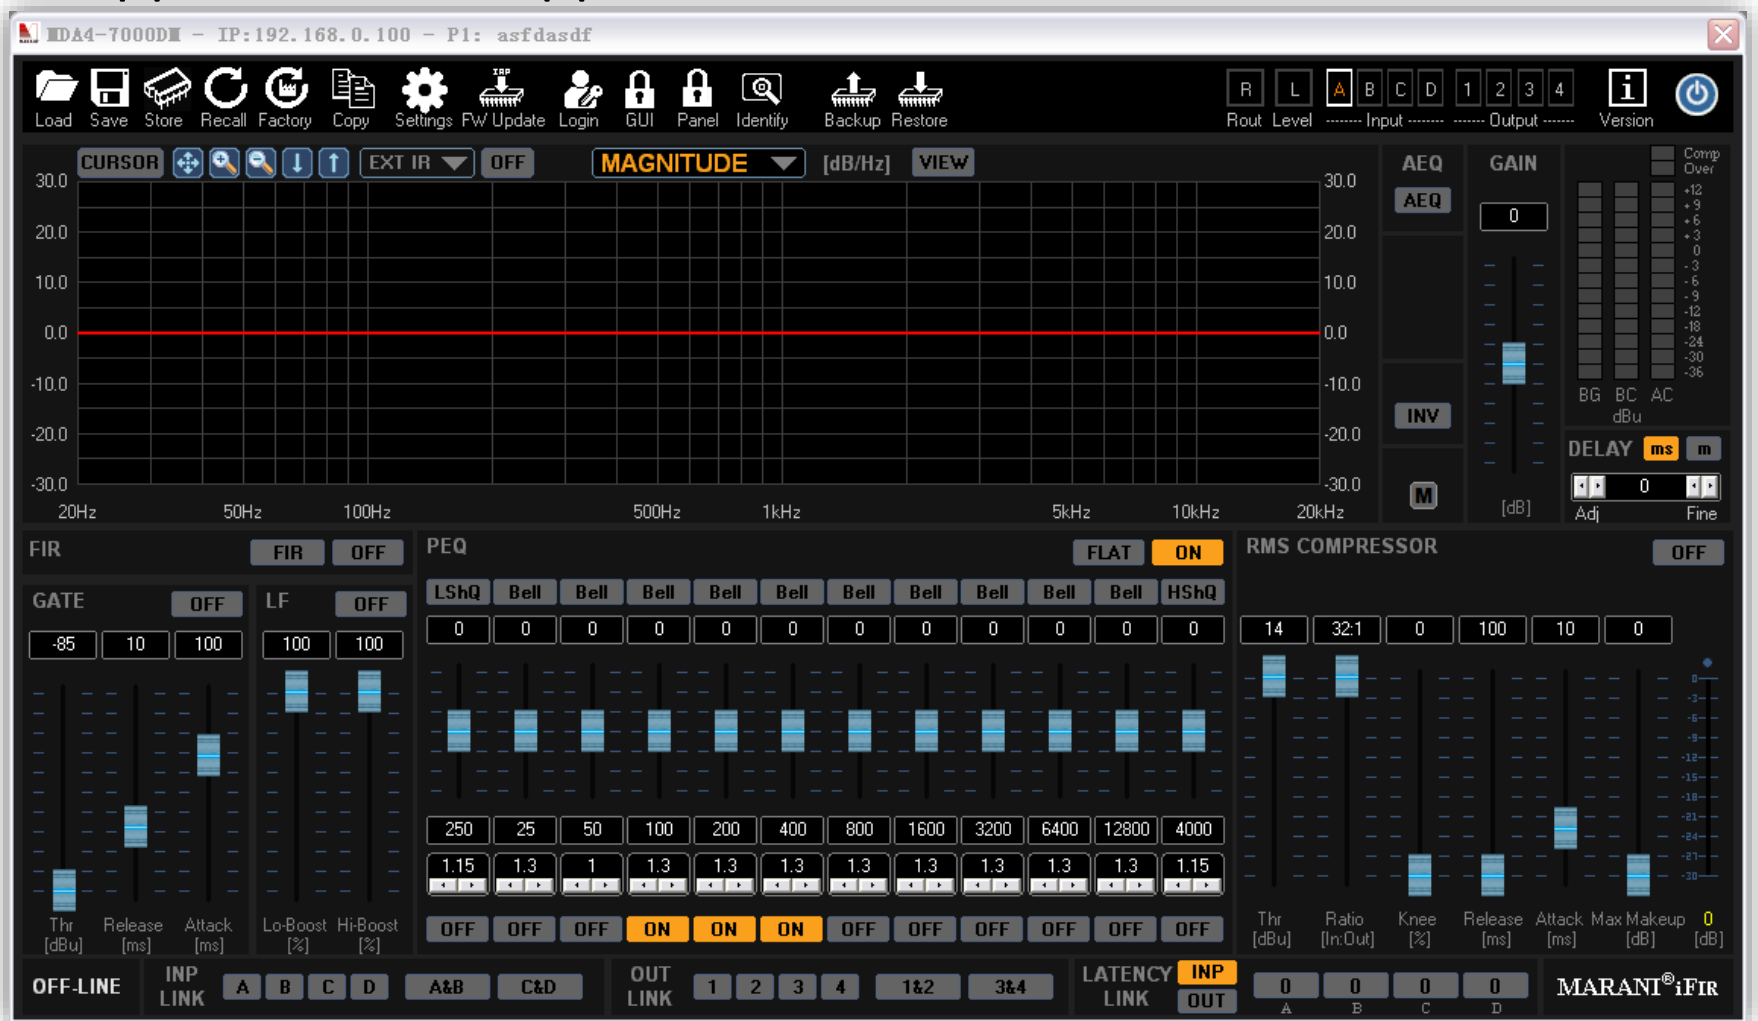 MDA4-7000DM - IP:192.168.0.100 - P1: asfdasdf
Load Save Store Recall Factory Copy Settings FW Update Login GUI Panel Identify Backup Restore
R L A B C D 1 2 3 4
Rout Level Input Output Version
CURSOR EXT IR OFF MAGNITUDE [dB/Hz] VIEW
30.0
20.0
10.0
0.0
-10.0
-20.0
-30.0
30.0
20.0
10.0
0.0
-10.0
-20.0
-30.0
20Hz 50Hz 100Hz 500Hz 1kHz 5kHz 10kHz 20kHz
AEQ
AEQ
INV
M
GAIN
0
[dB]
Comp
Over
+12
+9
+6
+3
0
-3
-6
-9
-12
-18
-24
-30
-36
BG BC AC
dBu
DELAY ms m
0
Adj Fine
FIR FIR OFF
GATE OFF
-85 10 100
Thr Release Attack
[dBu] [ms] [ms]
LF OFF
100 100
Lo-Boost Hi-Boost
[%] [%]
PEQ FLAT ON
LShQ Bell Bell Bell Bell Bell Bell Bell Bell Bell Bell HShQ
0 0 0 0 0 0 0 0 0 0 0 0
250 25 50 100 200 400 800 1600 3200 6400 12800 4000
1.15 1.3 1 1.3 1.3 1.3 1.3 1.3 1.3 1.3 1.3 1.15
OFF OFF OFF ON ON ON OFF OFF OFF OFF OFF OFF
RMS COMPRESSOR OFF
14 32:1 0 100 10 0
0
-3
-6
-9
-12
-15
-18
-21
-24
-27
-30
Thr Ratio Knee Release Attack Max Makeup 0
[dBu] [In:Out] [%] [ms] [ms] [dB] [dB]
OFF-LINE
INP
LINK
A B C D A&B C&D
OUT
LINK
1 2 3 4 1&2 3&4
LATENCY
LINK
INP
OUT
0 0 0 0
A B C D
MARANI®iFIR